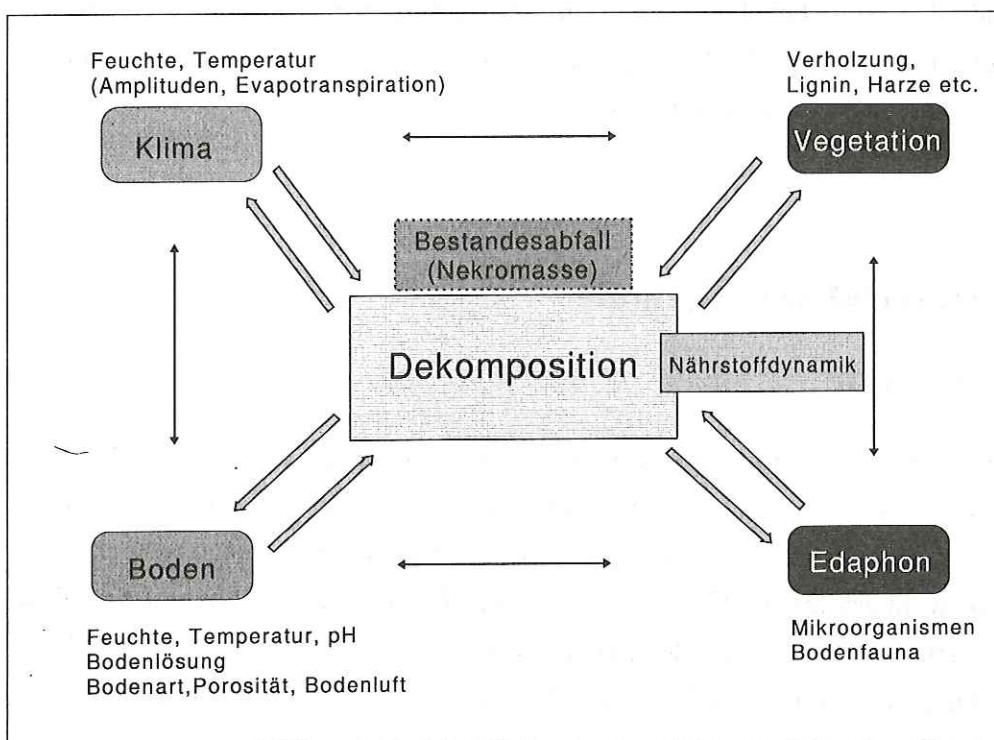 Feuchte, Temperatur
(Amplituden, Evapotranspiration)
Klima
Verholzung,
Lignin, Harze etc.
Vegetation
Bestandesabfall
(Nekromasse)
Dekomposition
Nährstoffdynamik
Boden
Feuchte, Temperatur, pH
Bodenlösung
Bodenart,Porosität, Bodenluft
Edaphon
Mikroorganismen
Bodenfauna